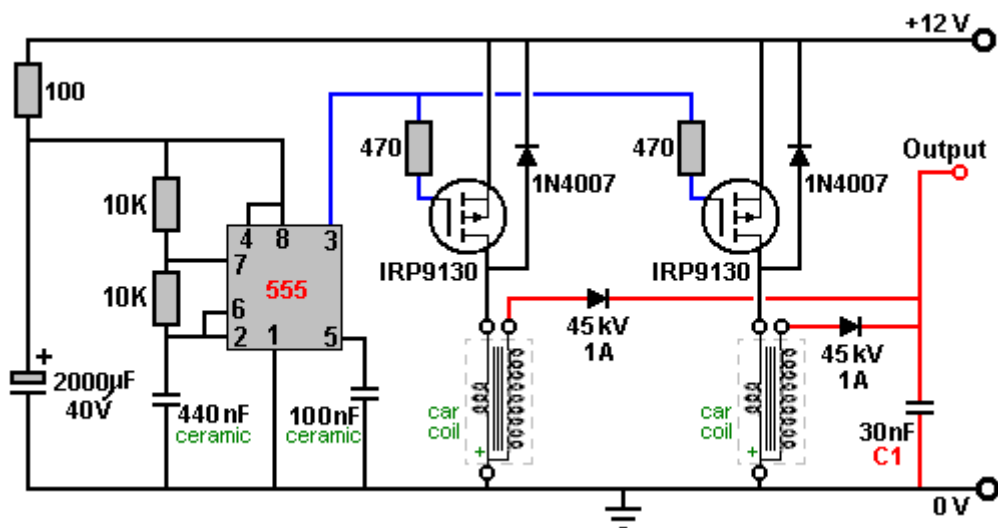 +12 V
100
470
470
1N4007
1N4007
Output
10K
4
8
3
7
IRP9130
IRP9130
10K
555
6
2
1
5
45 kV
1A
45 kV
1A
+
2000µF
40V
440 nF
ceramic
100nF
ceramic
car
coil
+
car
coil
+
30nF
C1
0 V